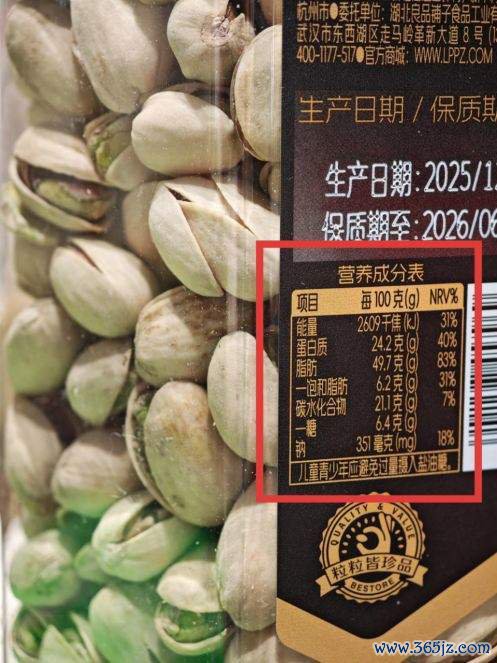 杭州市●委托单位：湖北良品铺子食品工业有
武汉市东西湖区走马岭革新大道8号(1
400-1177-517●官方商城：WWW.LPPZ.COM
生产日期/保质期
生产日期:2025/1
保质期至:2026/0
营养成分表
项目 每100克(g) NRV%
能量 2609千焦(kJ) 31%
蛋白质 24.2克(g) 40%
脂肪 49.7克(g) 83%
—饱和脂肪 6.2克(g) 31%
碳水化合物 21.1克(g) 7%
—糖 6.4克(g)
钠 351毫克(mg) 18%
儿童青少年应避免过量摄入盐油糖。
QUALITY & VALUE
粒粒皆珍品
BESTORE
www.365jz.com